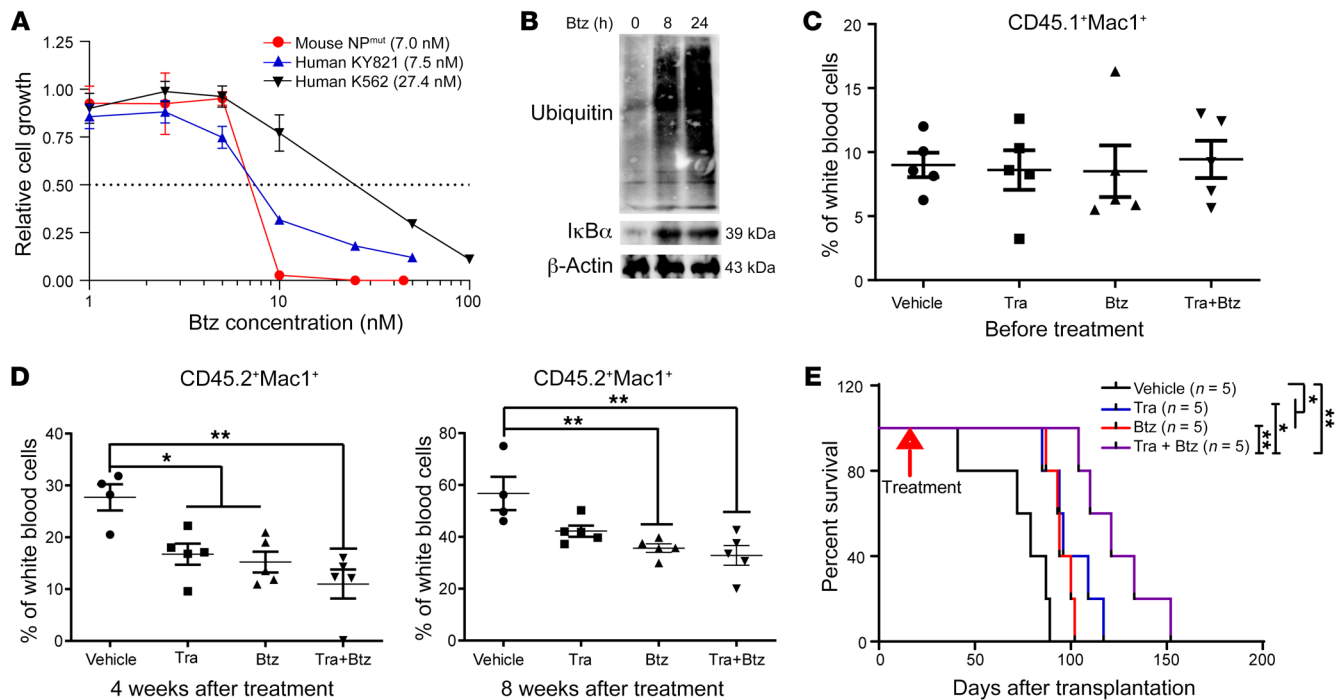 A
Relative cell growth
1.25
1.00
0.75
0.50
0.25
0.00
1
10
100
Btz concentration (nM)
Mouse NPᵐᵘᵗ (7.0 nM)
Human KY821 (7.5 nM)
Human K562 (27.4 nM)
B
Btz (h) 0 8 24
Ubiquitin
IκBα 39 kDa
β-Actin 43 kDa
C
CD45.1⁺Mac1⁺
% of white blood cells
20
15
10
5
0
Vehicle Tra Btz Tra+Btz
Before treatment
D
CD45.2⁺Mac1⁺
% of white blood cells
40
30
20
10
0
**
*
Vehicle Tra Btz Tra+Btz
4 weeks after treatment
CD45.2⁺Mac1⁺
% of white blood cells
80
60
40
20
0
**
**
Vehicle Tra Btz Tra+Btz
8 weeks after treatment
E
Percent survival
120
80
40
0
0 50 100 150 200
Days after transplantation
Treatment
Vehicle (n = 5)
Tra (n = 5)
Btz (n = 5)
Tra + Btz (n = 5)
**
*
*
**